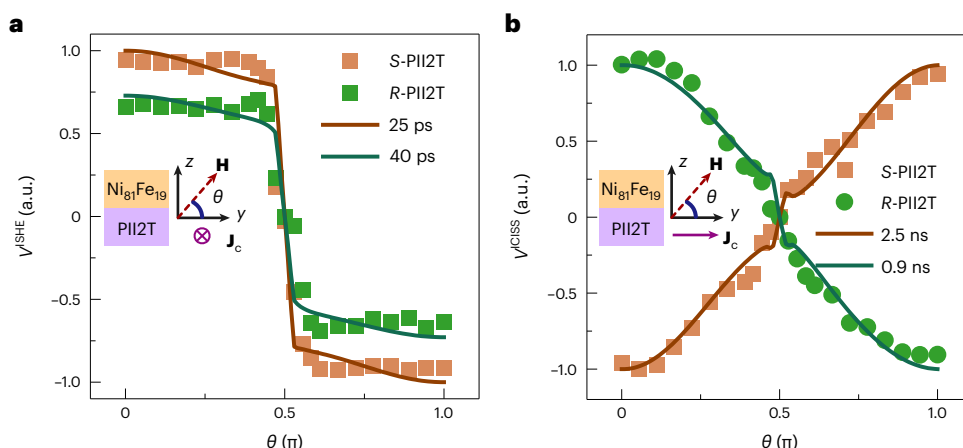 a
1.0
0.5
0
–0.5
–1.0
V^ISHE (a.u.)
S-PII2T
R-PII2T
25 ps
40 ps
Ni81Fe19
PII2T
z
H
θ
y
Jc
0
0.5
1.0
θ (π)
b
1.0
0.5
0
–0.5
–1.0
V^ICISS (a.u.)
Ni81Fe19
PII2T
z
H
θ
y
Jc
S-PII2T
R-PII2T
2.5 ns
0.9 ns
0
0.5
1.0
θ (π)